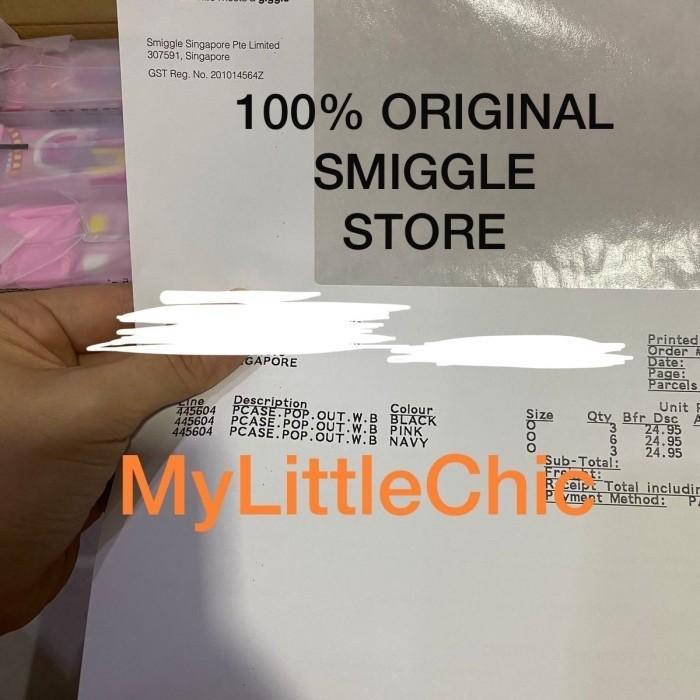 Smiggle Singapore Pte Limited
307591, Singapore
GST Reg. No. 201014564Z
100% ORIGINAL
SMIGGLE
STORE
GAPORE
Line Description Colour Size Qty Bfr Dsc Unit
445604 PCASE.POP.OUT.W.B BLACK 0 3 24.95
445604 PCASE.POP.OUT.W.B PINK 0 6 24.95
445604 PCASE.POP.OUT.W.B NAVY 0 3 24.95
Printed
Order #
Date:
Page:
Parcels
Sub-Total:
Freight:
Receipt Total includin
Payment Method:
MyLittleChic